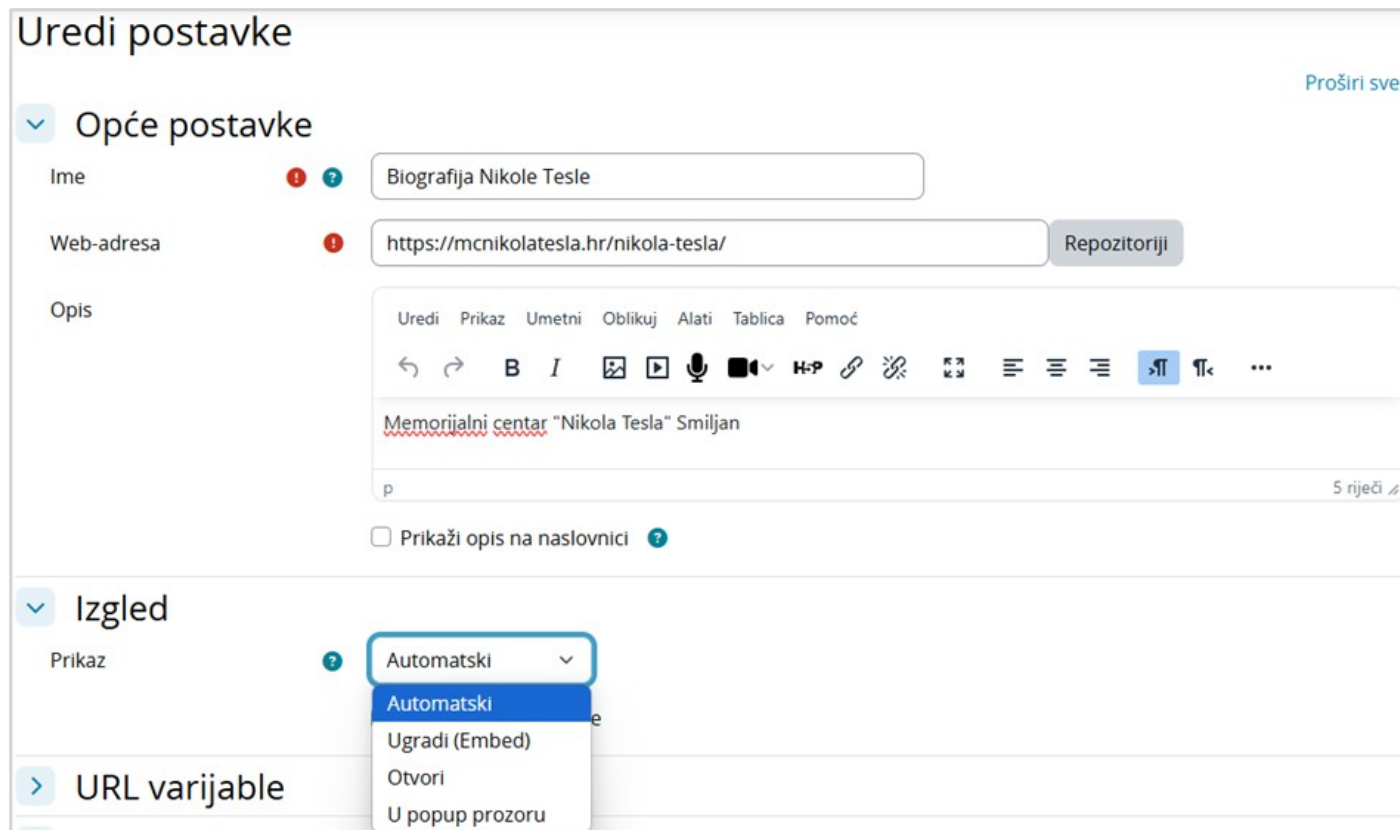 Uredi postavke
Proširi sve
Opće postavke
Ime
Biografija Nikole Tesle
Web-adresa
https://mcnikolatesla.hr/nikola-tesla/ Repozitoriji
Opis
Uredi Prikaz Umetni Oblikuj Alati Tablica Pomoć
B I H5P
Memorijalni centar "Nikola Tesla" Smiljan
p 5 riječi
Prikaži opis na naslovnici
Izgled
Prikaz
Automatski
Automatski
e
Ugradi (Embed)
Otvori
URL varijable
U popup prozoru